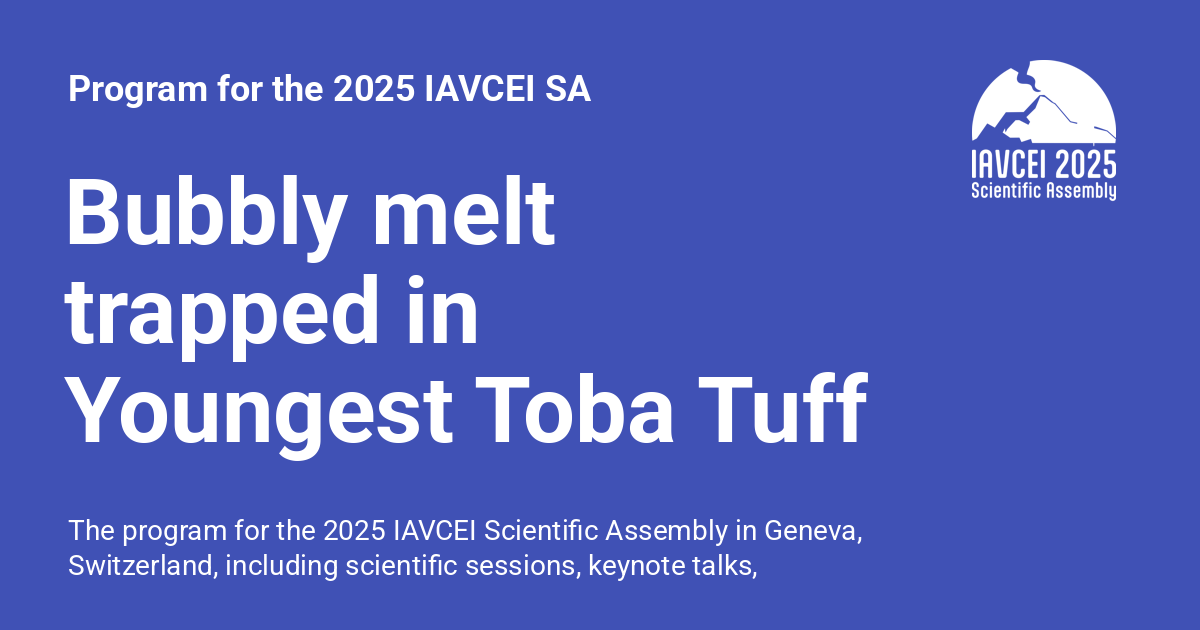 Program for the 2025 IAVCEI SA
IAVCEI 2025
Scientific Assembly
Bubbly melt
trapped in
Youngest Toba Tuff
The program for the 2025 IAVCEI Scientific Assembly in Geneva,
Switzerland, including scientific sessions, keynote talks,